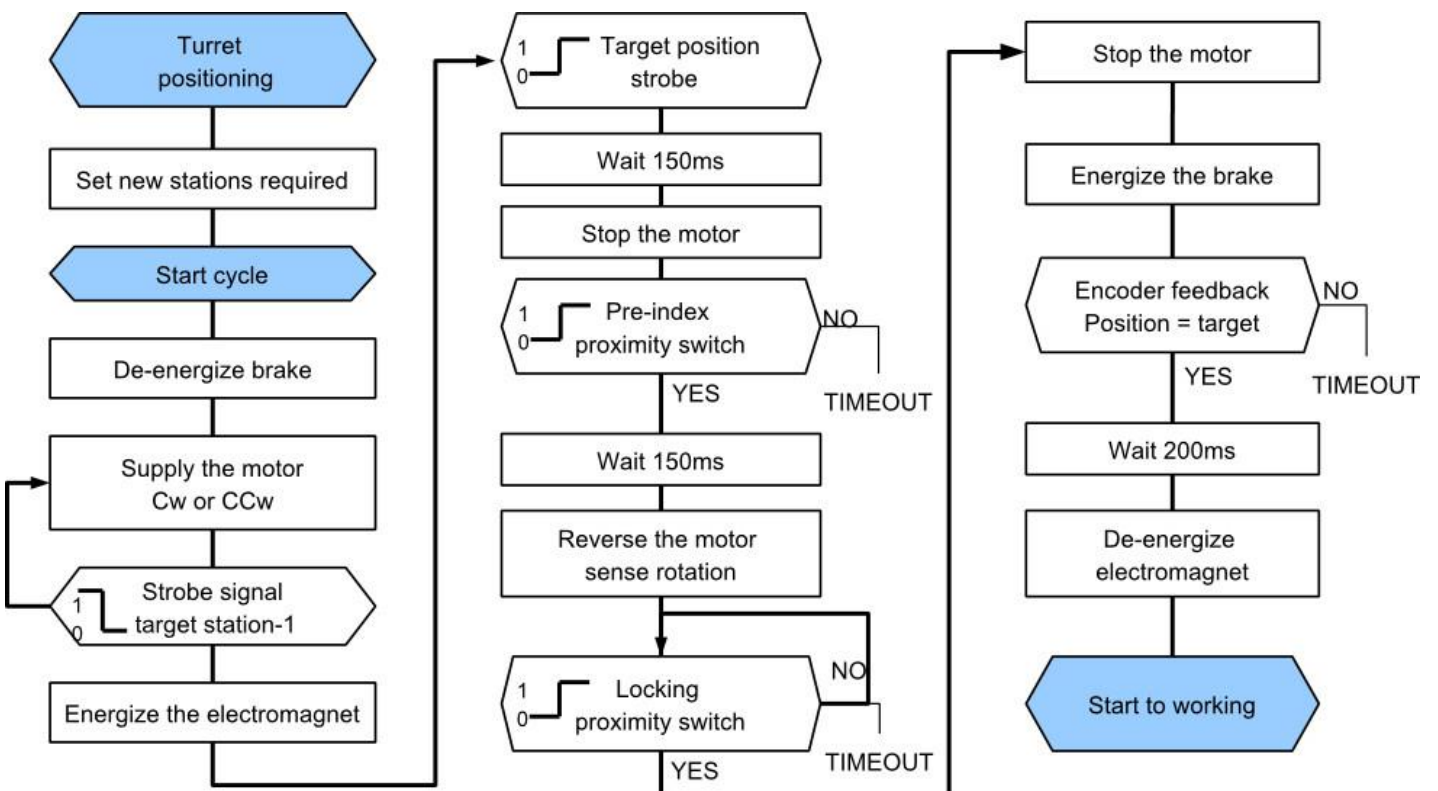 Turret
positioning
Set new stations required
Start cycle
De-energize brake
Supply the motor
Cw or CCw
1
0
Strobe signal
target station-1
Energize the electromagnet
1
0
Target position
strobe
Wait 150ms
Stop the motor
1
0
Pre-index
proximity switch
NO
TIMEOUT
YES
Wait 150ms
Reverse the motor
sense rotation
1
0
Locking
proximity switch
NO
TIMEOUT
YES
Stop the motor
Energize the brake
Encoder feedback
Position = target
NO
TIMEOUT
YES
Wait 200ms
De-energize
electromagnet
Start to working